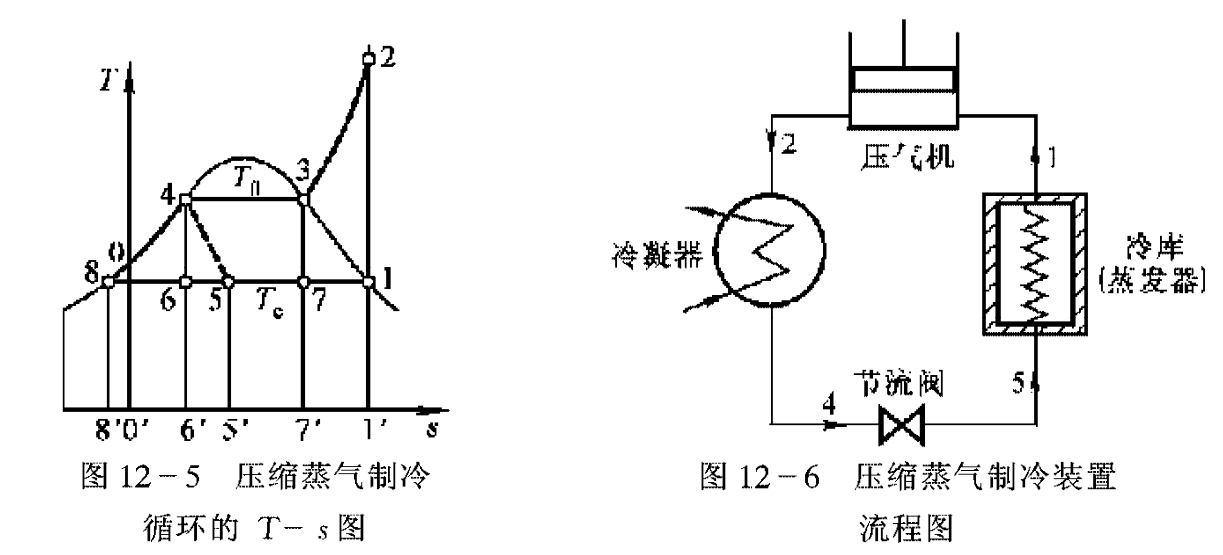 T
2
3
4
T₀
0
8
6
5
T_c
7
1
8'0' 6' 5' 7' 1' s
图 12-5 压缩蒸气制冷
循环的 T-s图
压气机
2
1
冷凝器
冷库
(蒸发器)
节流阀
4
5
图 12-6 压缩蒸气制冷装置
流程图